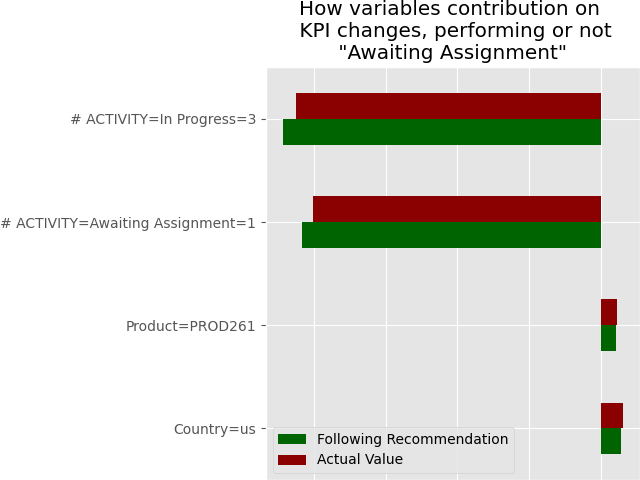 How variables contribution on
KPI changes, performing or not
"Awaiting Assignment"
# ACTIVITY=In Progress=3
# ACTIVITY=Awaiting Assignment=1
Product=PROD261
Country=us
Following Recommendation
Actual Value